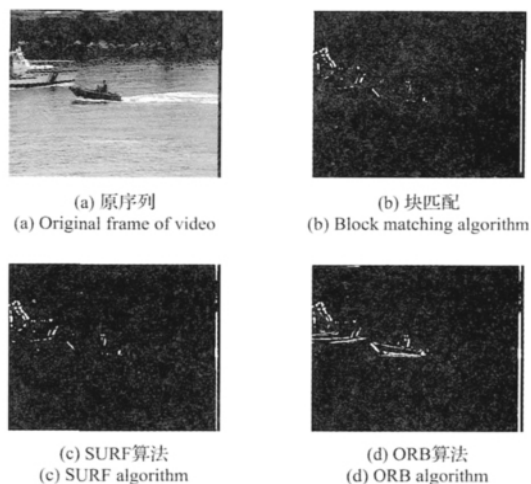 (a) 原序列
(a) Original frame of video
(b) 块匹配
(b) Block matching algorithm
(c) SURF算法
(c) SURF algorithm
(d) ORB算法
(d) ORB algorithm